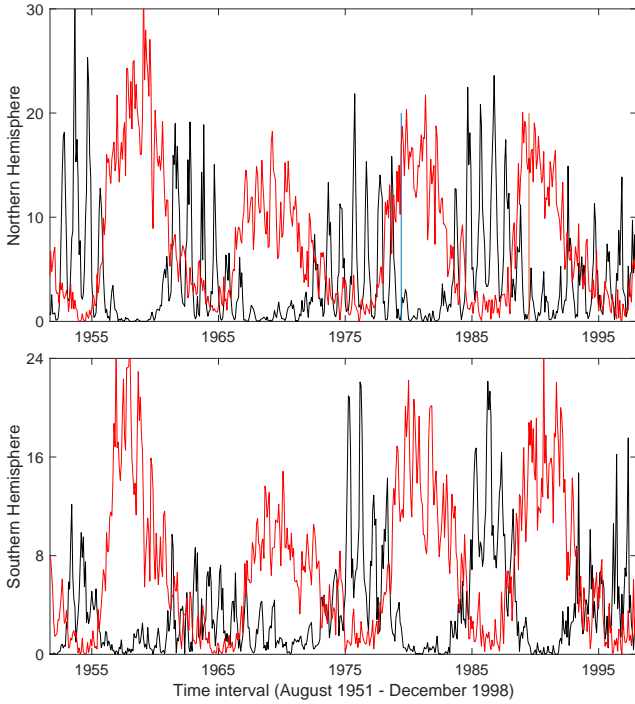 30
20
10
0
Northern Hemisphere
1955 1965 1975 1985 1995
24
16
8
0
Southern Hemisphere
1955 1965 1975 1985 1995
Time interval (August 1951 - December 1998)